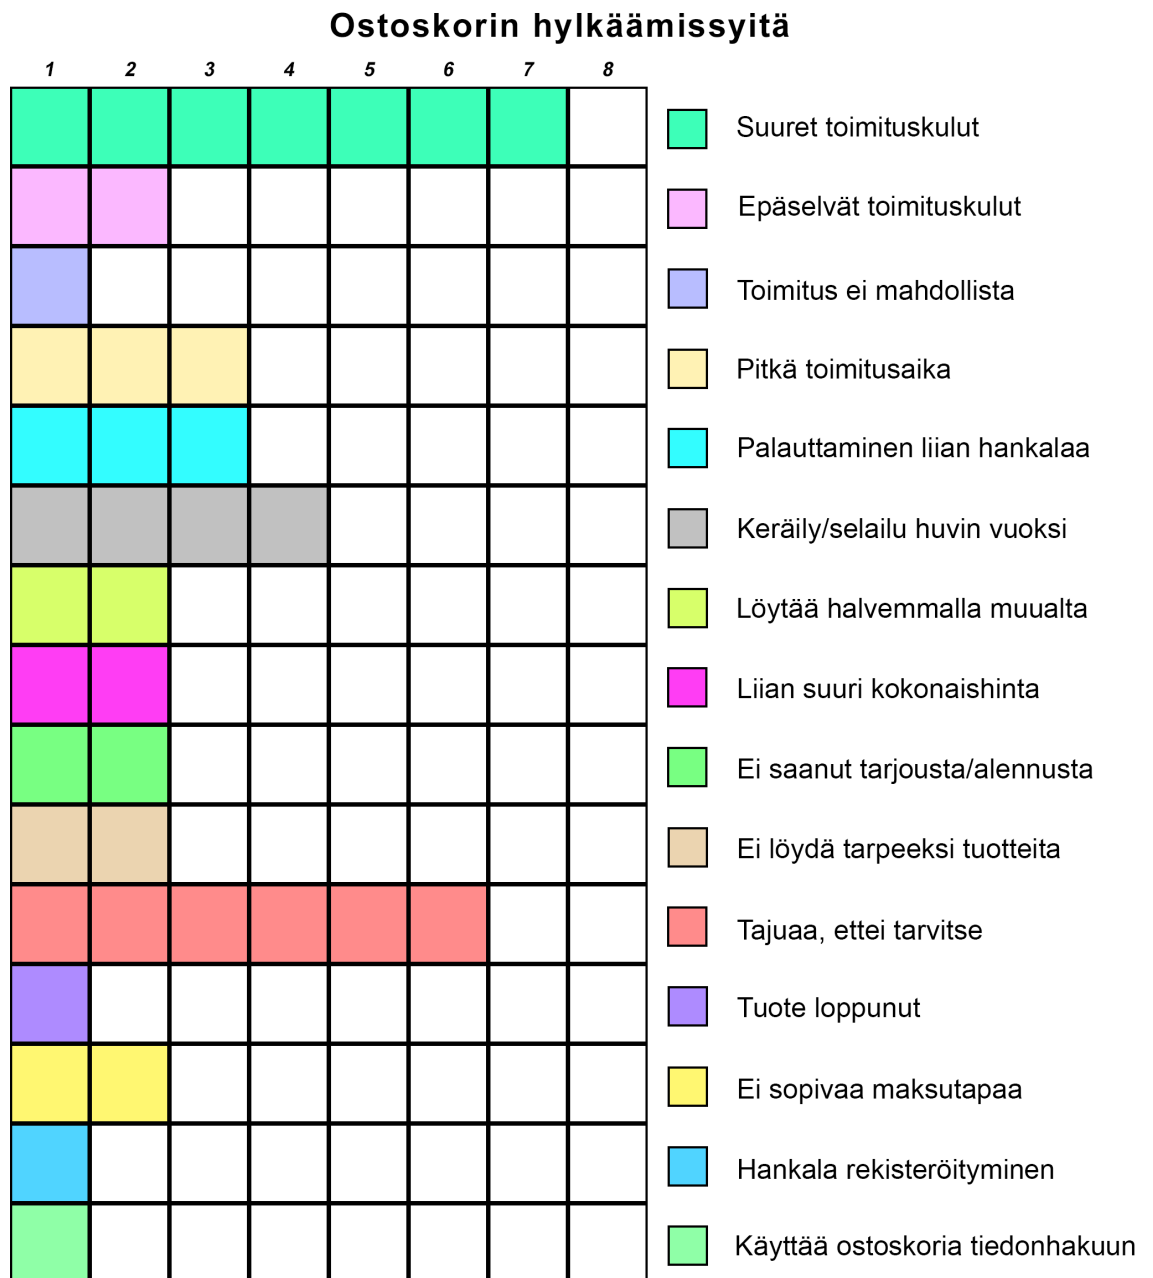 Ostoskorin hylkäämissyitä
1 2 3 4 5 6 7 8
Suuret toimituskulut
Epäselvät toimituskulut
Toimitus ei mahdollista
Pitkä toimitusaika
Palauttaminen liian hankalaa
Keräily/selailu huvin vuoksi
Löytää halvemmalla muualta
Liian suuri kokonaishinta
Ei saanut tarjousta/alennusta
Ei löydä tarpeeksi tuotteita
Tajuaa, ettei tarvitse
Tuote loppunut
Ei sopivaa maksutapaa
Hankala rekisteröityminen
Käyttää ostoskoria tiedonhakuun